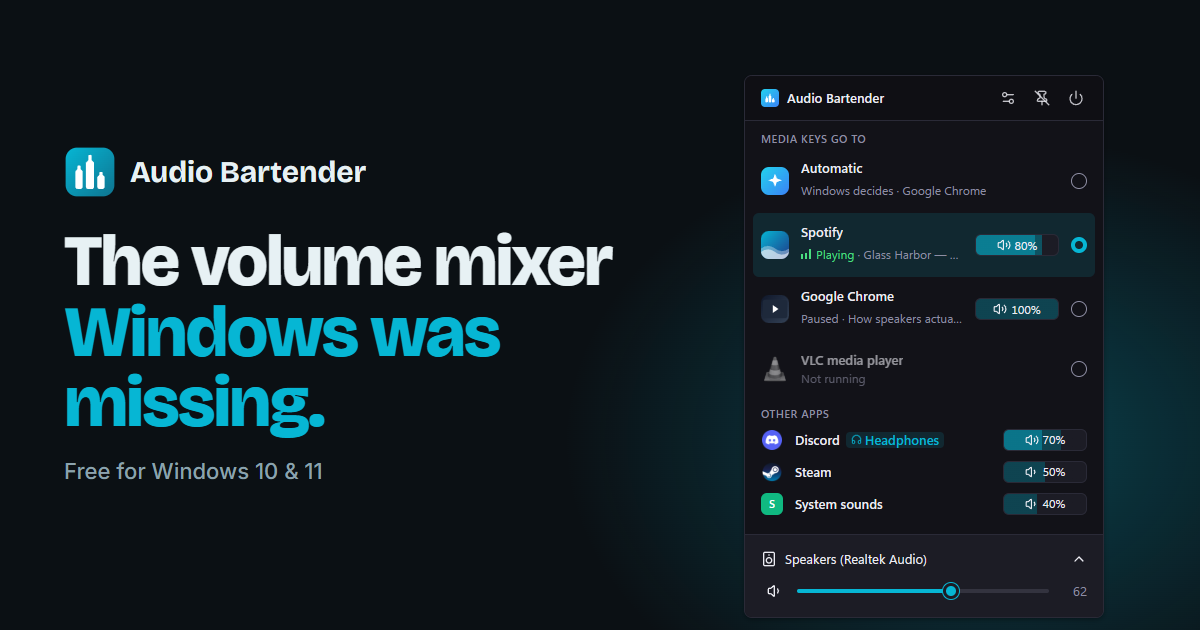 Audio Bartender
The volume mixer
Windows was
missing.
Free for Windows 10 & 11
Audio Bartender
MEDIA KEYS GO TO
Automatic
Windows decides · Google Chrome
Spotify
Playing · Glass Harbor — ...
80%
Google Chrome
Paused · How speakers actua...
100%
VLC media player
Not running
OTHER APPS
Discord Headphones 70%
Steam 50%
S System sounds 40%
Speakers (Realtek Audio)
62